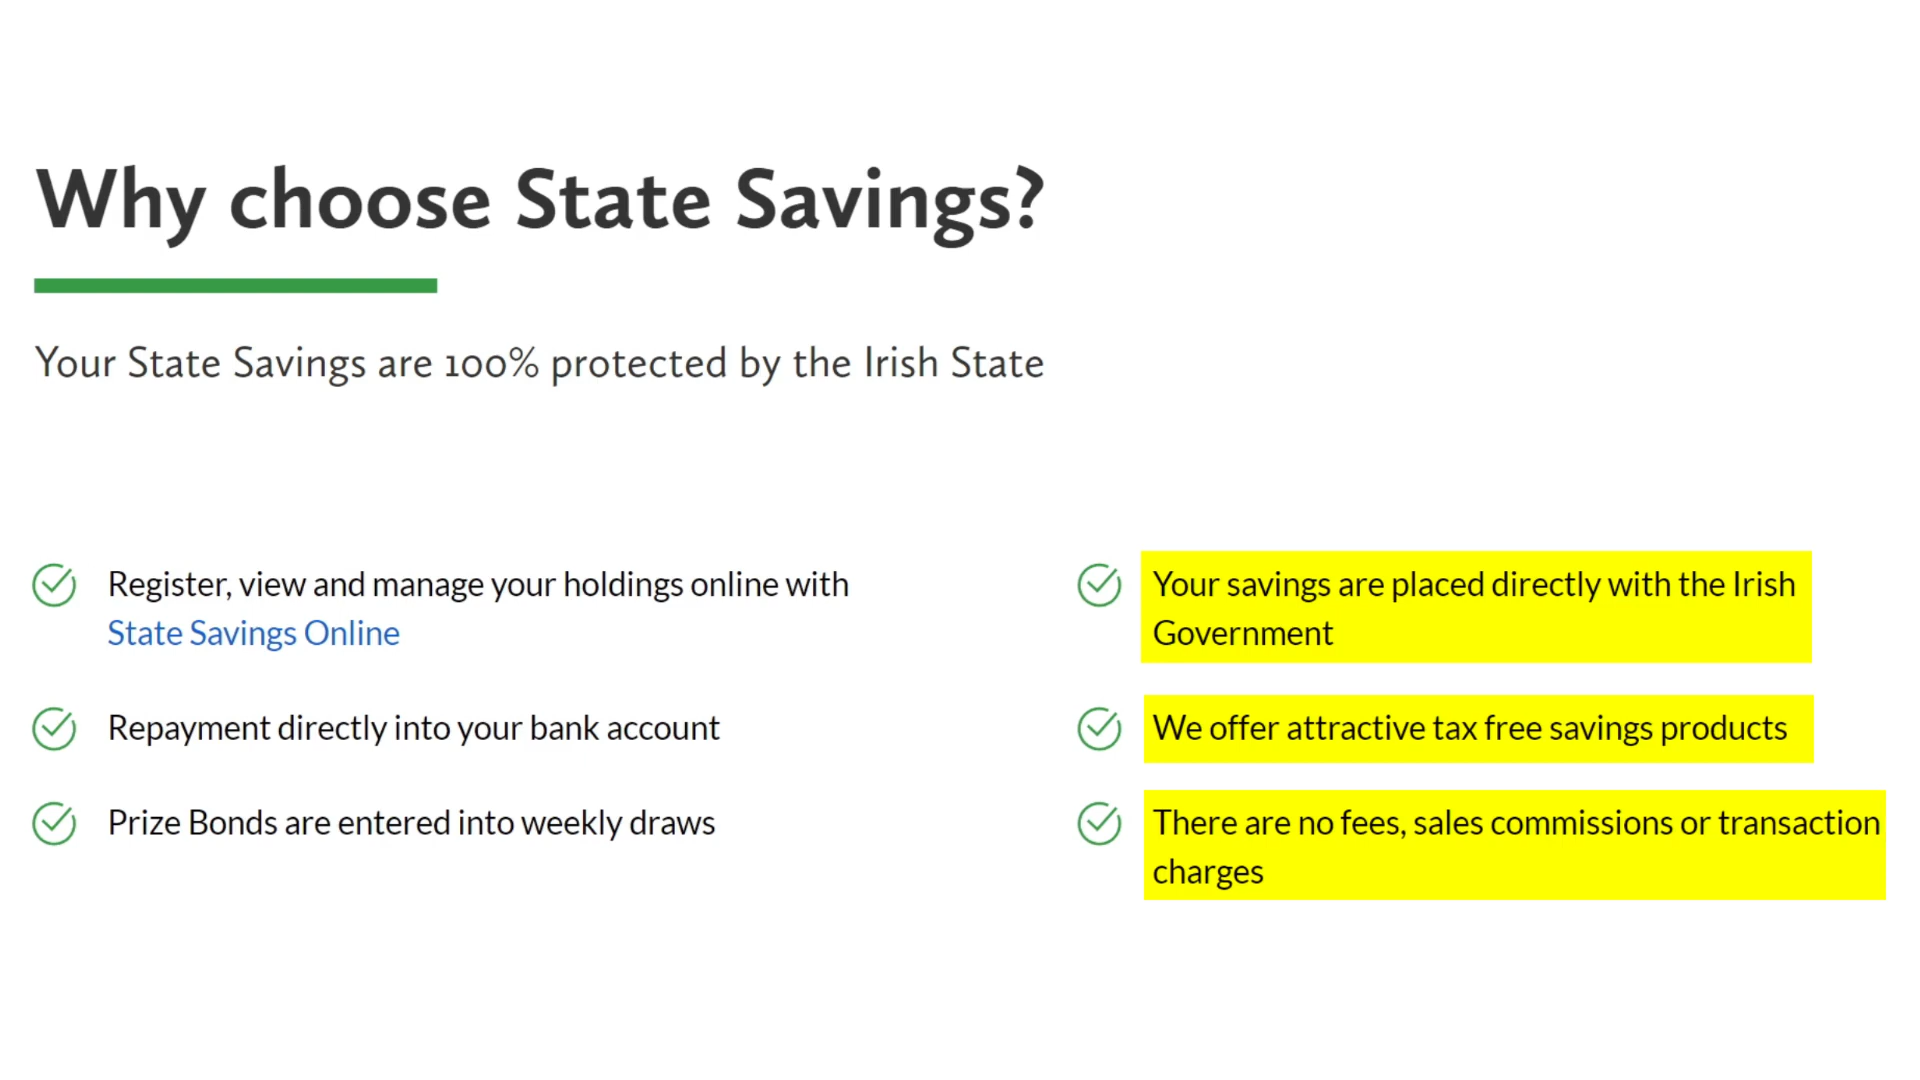 Why choose State Savings?
Your State Savings are 100% protected by the Irish State
Register, view and manage your holdings online with
State Savings Online
Repayment directly into your bank account
Prize Bonds are entered into weekly draws
Your savings are placed directly with the Irish
Government
We offer attractive tax free savings products
There are no fees, sales commissions or transaction
charges